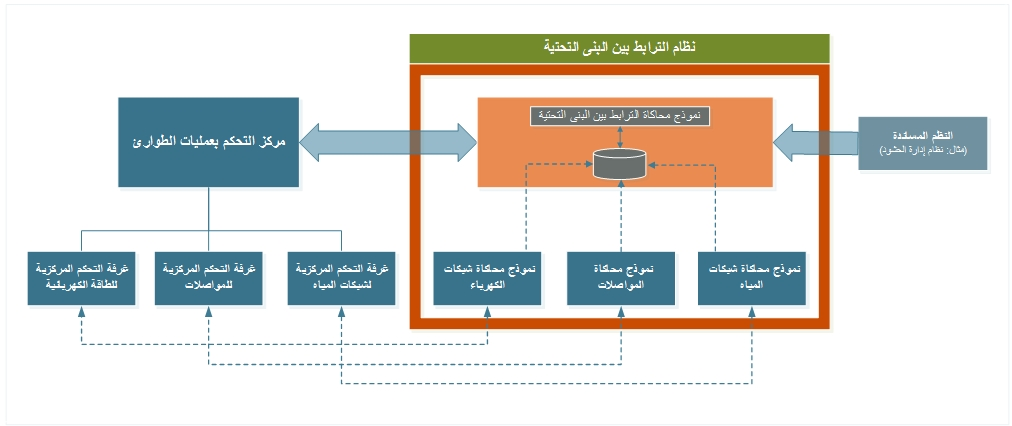 نظام الترابط بين البنى التحتية
نموذج محاكاة الترابط بين البنى التحتية
مركز التحكم بعمليات الطوارئ
النظم المساندة
(مثال: نظام إدارة الحشود)
نموذج محاكاة شبكات
المياه
نموذج محاكاة
المواصلات
نموذج محاكاة شبكات
الكهرباء
غرفة التحكم المركزية
لشبكات المياه
غرفة التحكم المركزية
للمواصلات
غرفة التحكم المركزية
للطاقة الكهربائية